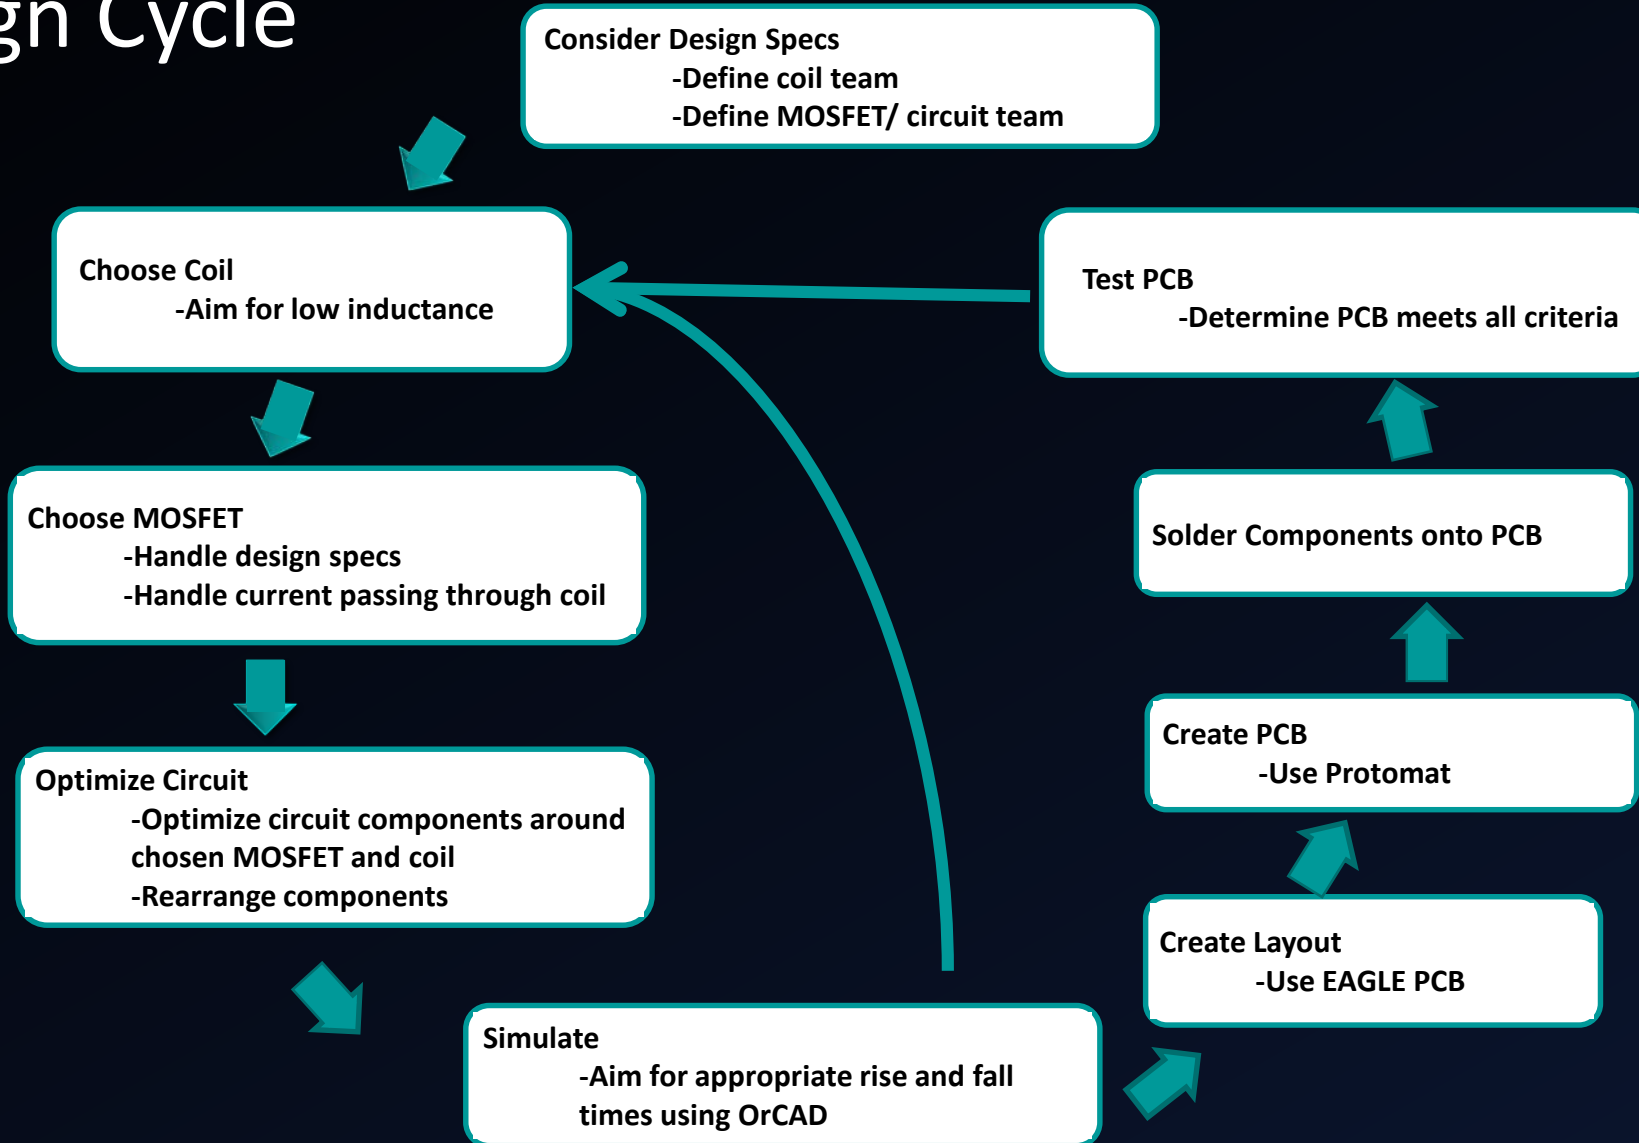 gn Cycle
Consider Design Specs
-Define coil team
-Define MOSFET/ circuit team
Choose Coil
-Aim for low inductance
Test PCB
-Determine PCB meets all criteria
Choose MOSFET
-Handle design specs
-Handle current passing through coil
Solder Components onto PCB
Optimize Circuit
-Optimize circuit components around
chosen MOSFET and coil
-Rearrange components
Create PCB
-Use Protomat
Create Layout
-Use EAGLE PCB
Simulate
-Aim for appropriate rise and fall
times using OrCAD